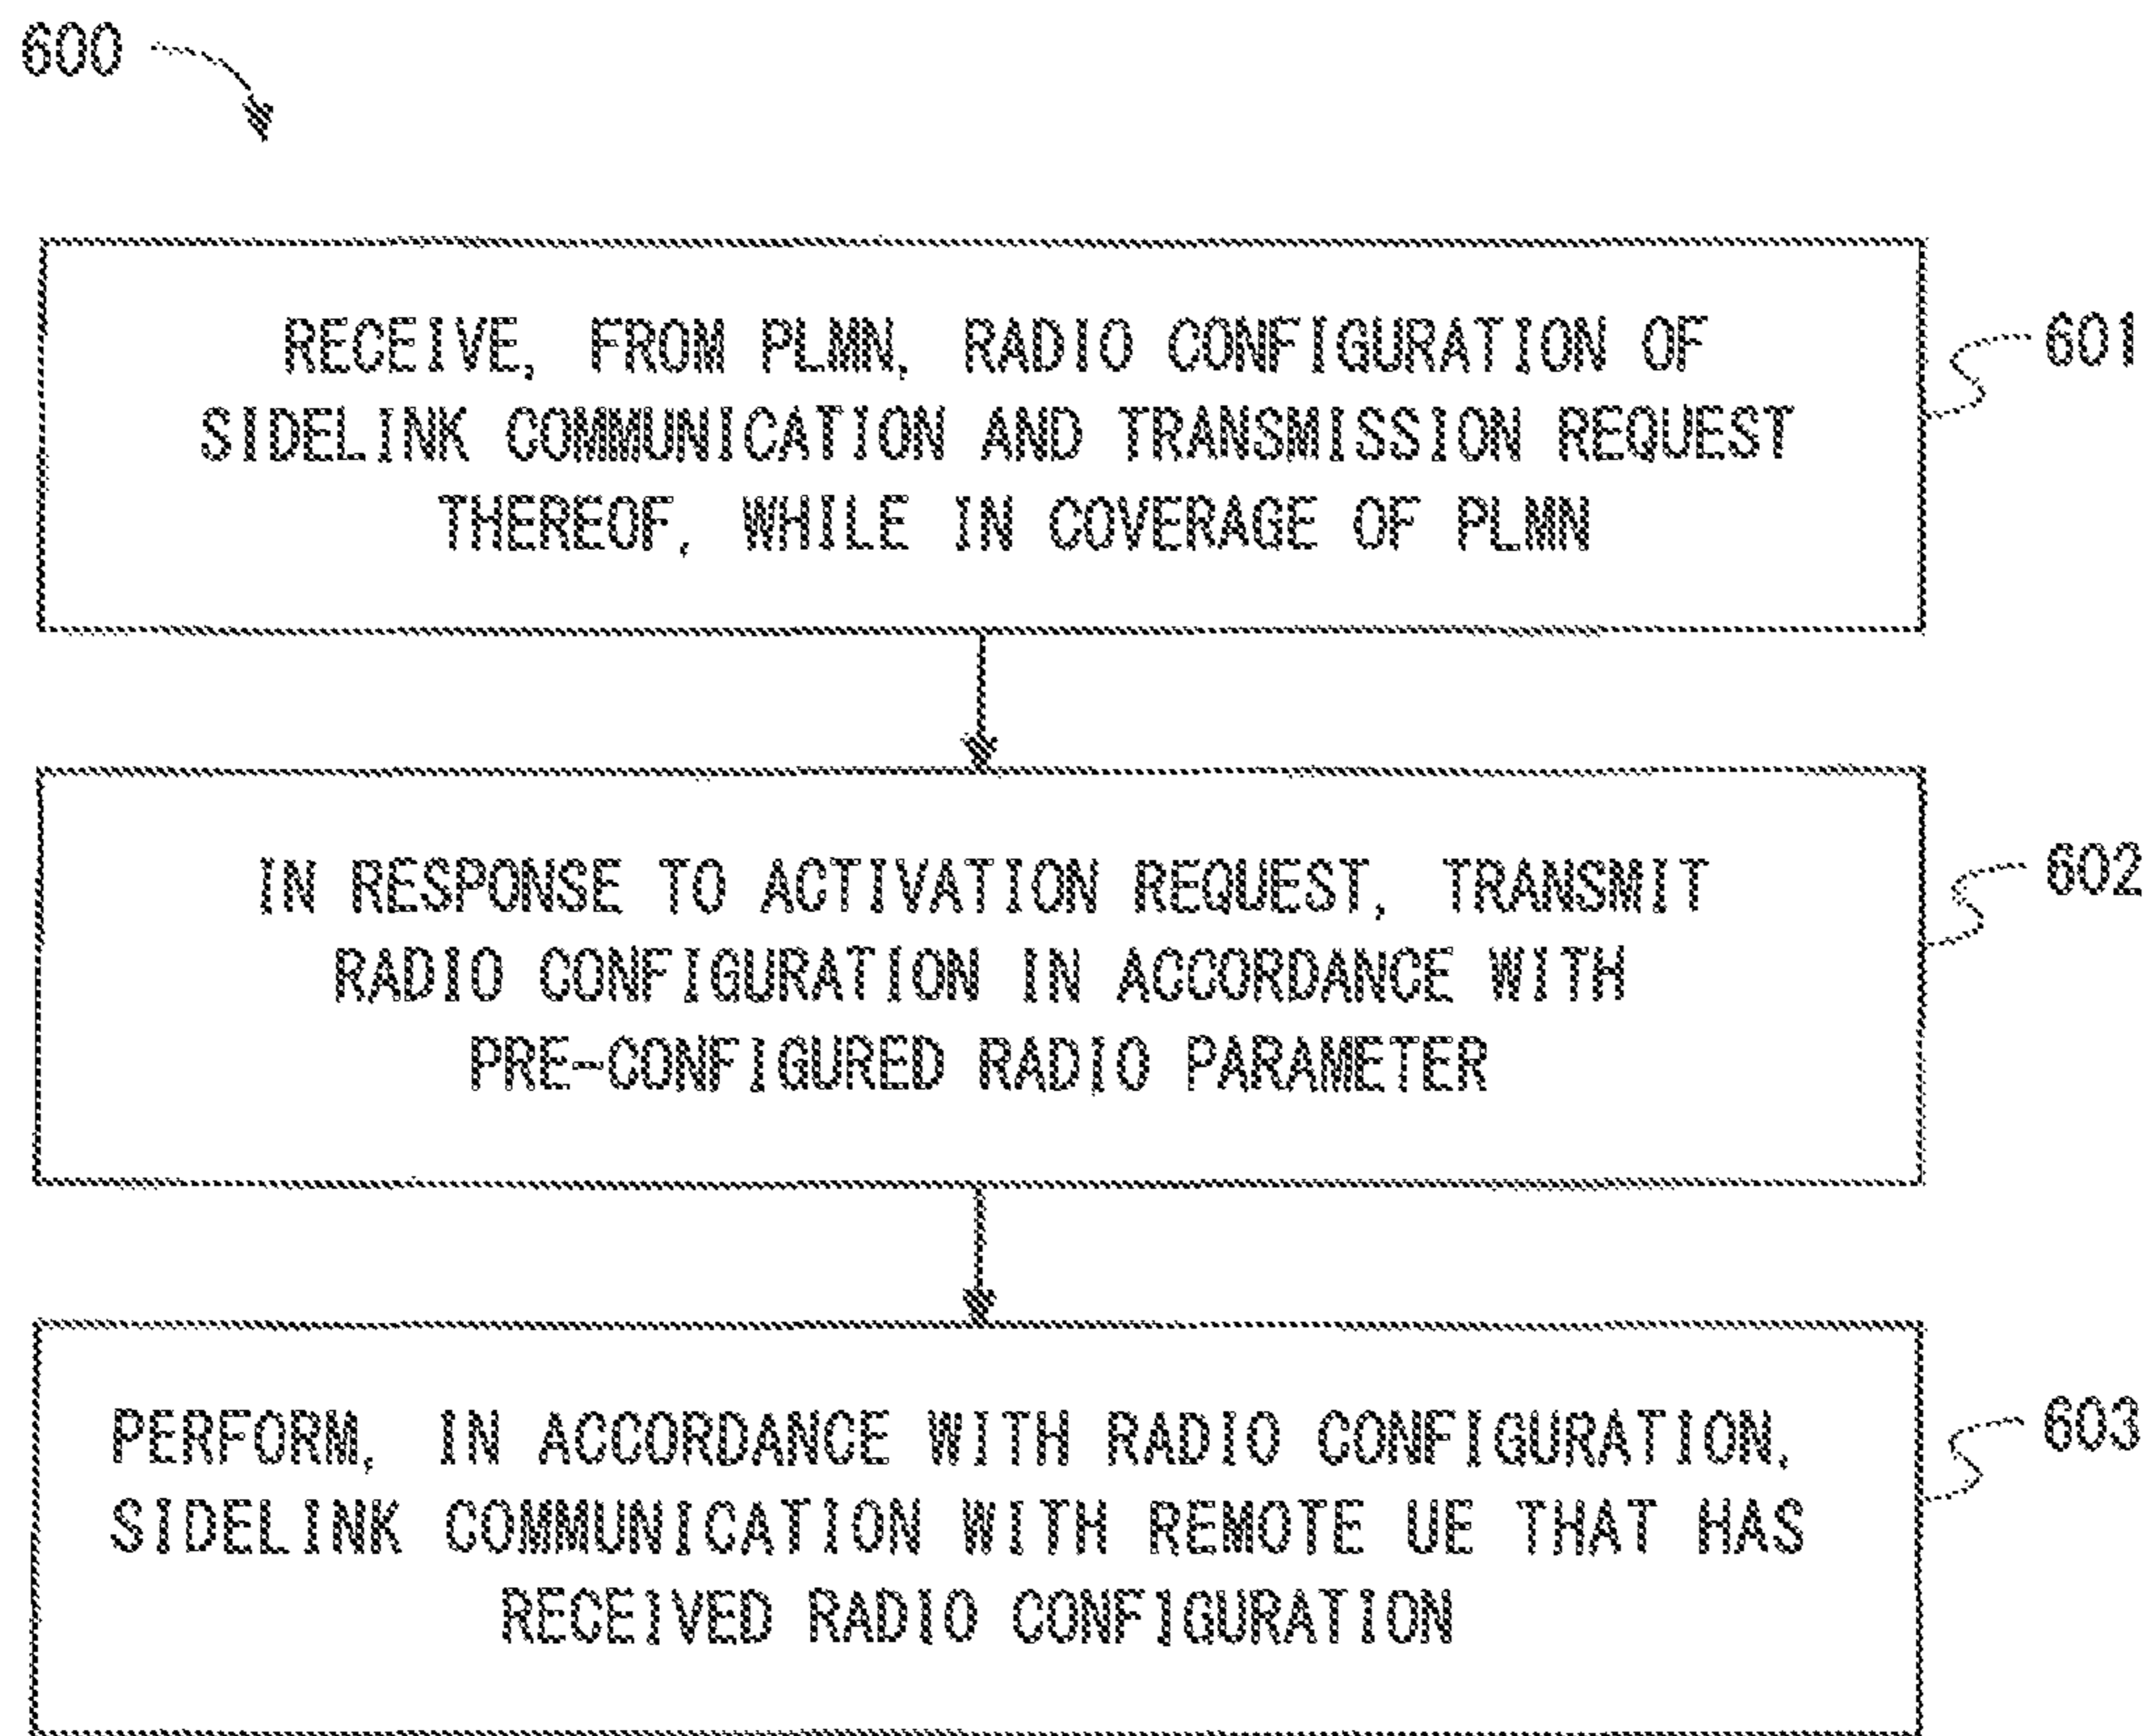 600
RECEIVE, FROM PLMN, RADIO CONFIGURATION OF
SIDELINK COMMUNICATION AND TRANSMISSION REQUEST
THEREOF, WHILE IN COVERAGE OF PLMN
601
IN RESPONSE TO ACTIVATION REQUEST, TRANSMIT
RADIO CONFIGURATION IN ACCORDANCE WITH
PRE-CONFIGURED RADIO PARAMETER
602
PERFORM, IN ACCORDANCE WITH RADIO CONFIGURATION,
SIDELINK COMMUNICATION WITH REMOTE UE THAT HAS
RECEIVED RADIO CONFIGURATION
603